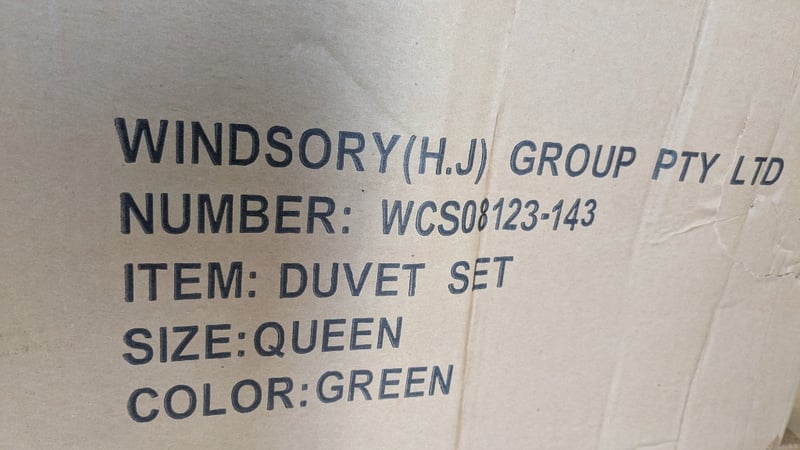 WINDSORY(H.J) GROUP PTY LTD
NUMBER: WCS08123-143
ITEM: DUVET SET
SIZE:QUEEN
COLOR:GREEN